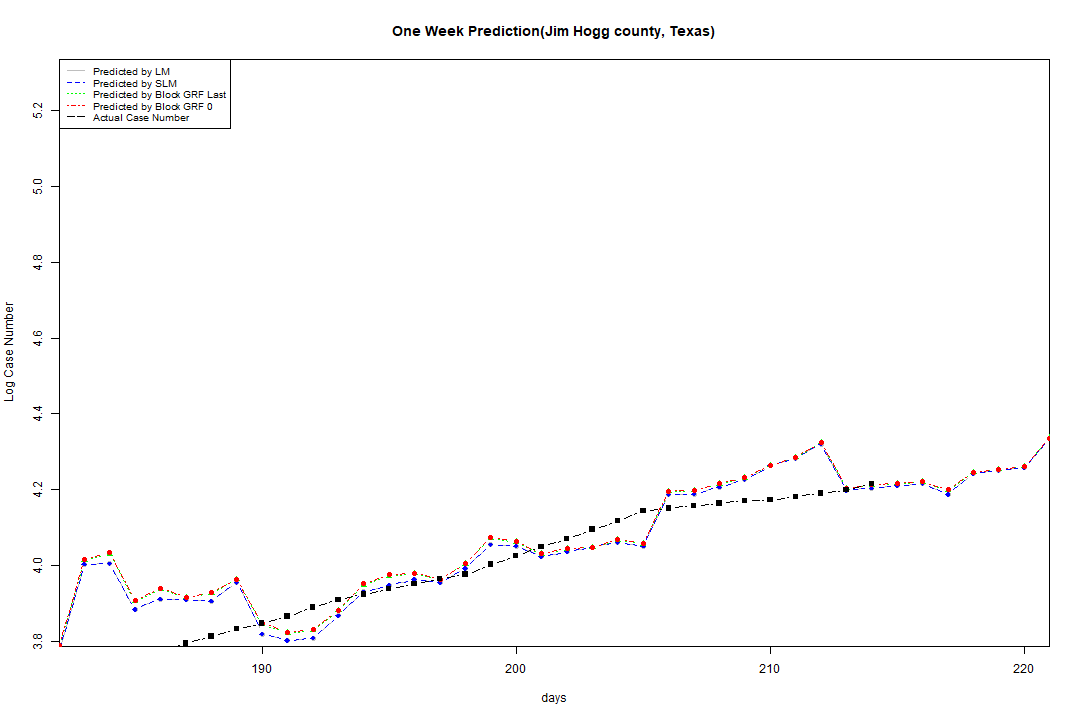 One Week Prediction(Jim Hogg county, Texas)
Predicted by LM
Predicted by SLM
Predicted by Block GRF Last
Predicted by Block GRF 0
Actual Case Number
Log Case Number
5.2
5.0
4.8
4.6
4.4
4.2
4.0
3.8
190 200 210 220
days